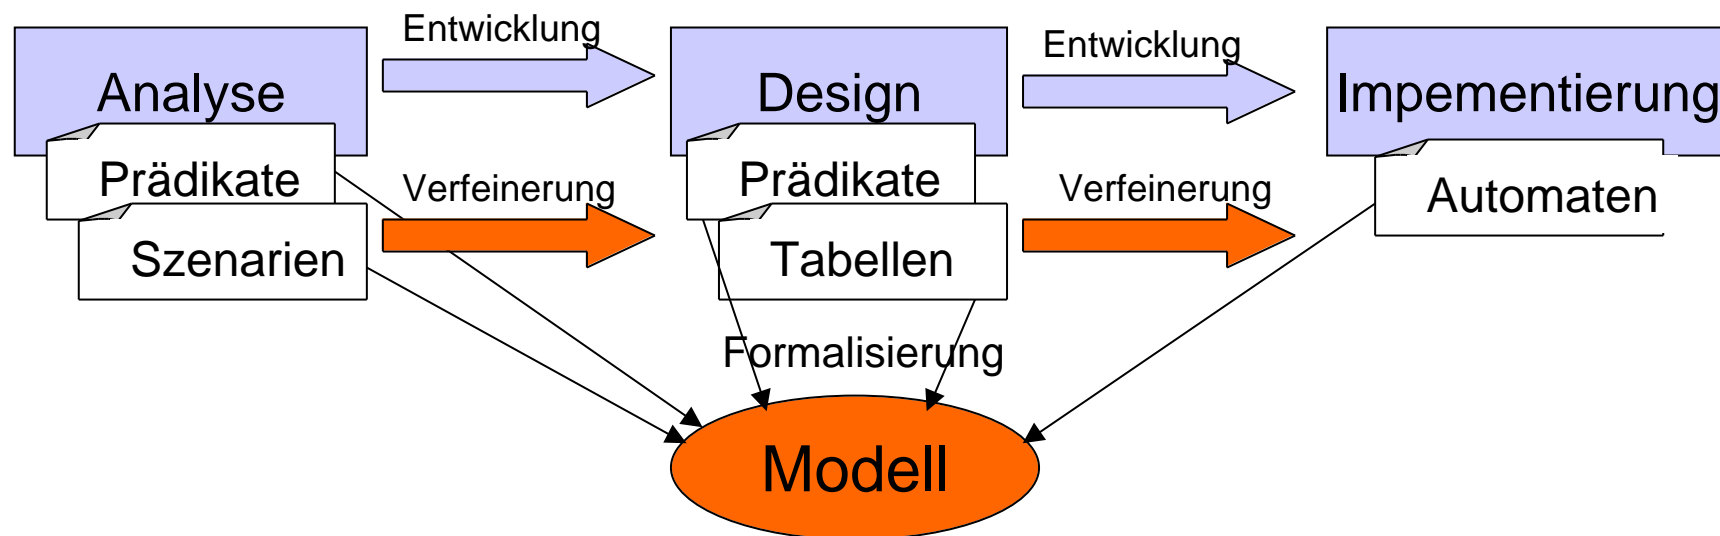 Entwicklung
Entwicklung
Analyse
Design
Impementierung
Prädikate
Verfeinerung
Prädikate
Verfeinerung
Automaten
Szenarien
Tabellen
Formalisierung
Modell